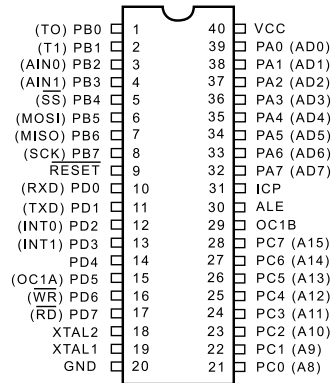 (TO) PB0 1 40 VCC
(T1) PB1 2 39 PA0 (AD0)
(AIN0) PB2 3 38 PA1 (AD1)
(AIN1) PB3 4 37 PA2 (AD2)
(SS) PB4 5 36 PA3 (AD3)
(MOSI) PB5 6 35 PA4 (AD4)
(MISO) PB6 7 34 PA5 (AD5)
(SCK) PB7 8 33 PA6 (AD6)
RESET 9 32 PA7 (AD7)
(RXD) PD0 10 31 ICP
(TXD) PD1 11 30 ALE
(INT0) PD2 12 29 OC1B
(INT1) PD3 13 28 PC7 (A15)
PD4 14 27 PC6 (A14)
(OC1A) PD5 15 26 PC5 (A13)
(WR) PD6 16 25 PC4 (A12)
(RD) PD7 17 24 PC3 (A11)
XTAL2 18 23 PC2 (A10)
XTAL1 19 22 PC1 (A9)
GND 20 21 PC0 (A8)